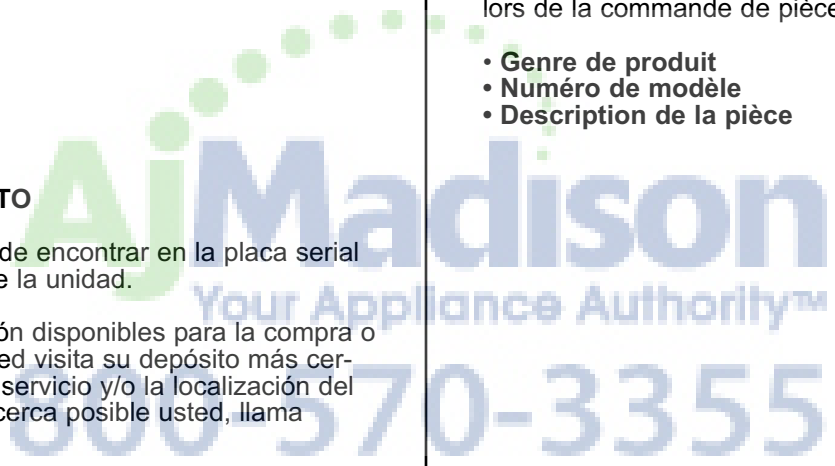 TO
de encontrar en la placa serial
e la unidad.
ón disponibles para la compra o
ed visita su depósito más cer-
servicio y/o la localización del
cerca posible usted, llama
lors de la commande de pièce
• Genre de produit
• Numéro de modèle
• Description de la pièce
AjMadison
Your Appliance Authority™
800-570-3355